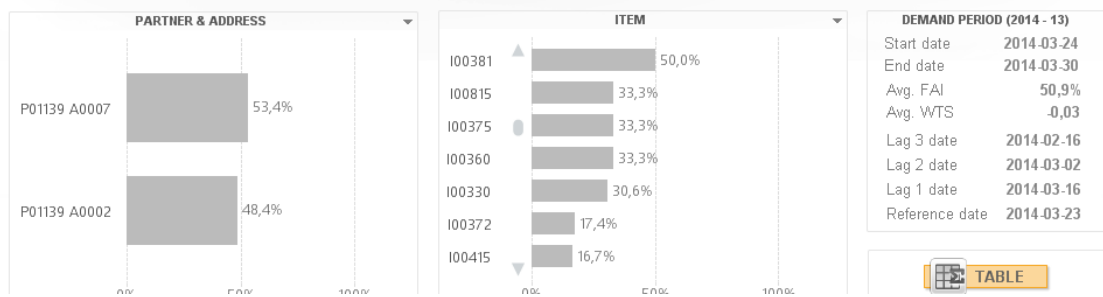 PARTNER & ADDRESS
P01139 A0007
53,4%
P01139 A0002
48,4%
0%
50%
100%
ITEM
I00381
50,0%
I00815
33,3%
I00375
33,3%
I00360
33,3%
I00330
30,6%
I00372
17,4%
I00415
16,7%
0%
50%
100%
DEMAND PERIOD (2014 - 13)
Start date 2014-03-24
End date 2014-03-30
Avg. FAI 50,9%
Avg. WTS -0,03
Lag 3 date 2014-02-16
Lag 2 date 2014-03-02
Lag 1 date 2014-03-16
Reference date 2014-03-23
TABLE